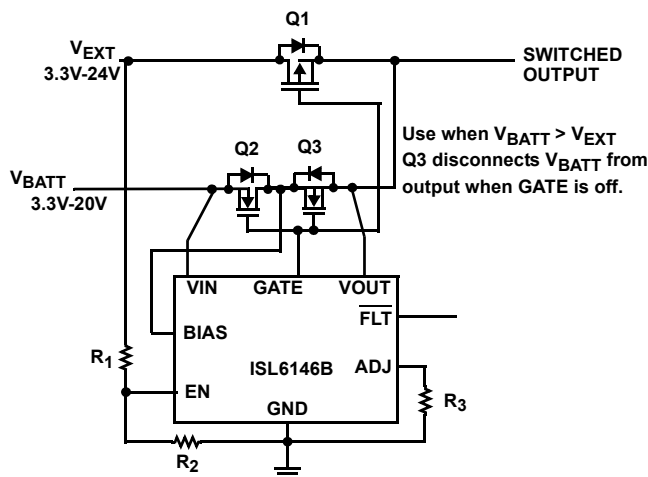 Q1
VEXT
3.3V-24V
SWITCHED
OUTPUT
Q2
Q3
Use when VBATT > VEXT
Q3 disconnects VBATT from
output when GATE is off.
VBATT
3.3V-20V
VIN
GATE
VOUT
FLT
BIAS
R1
ISL6146B
ADJ
EN
R3
GND
R2